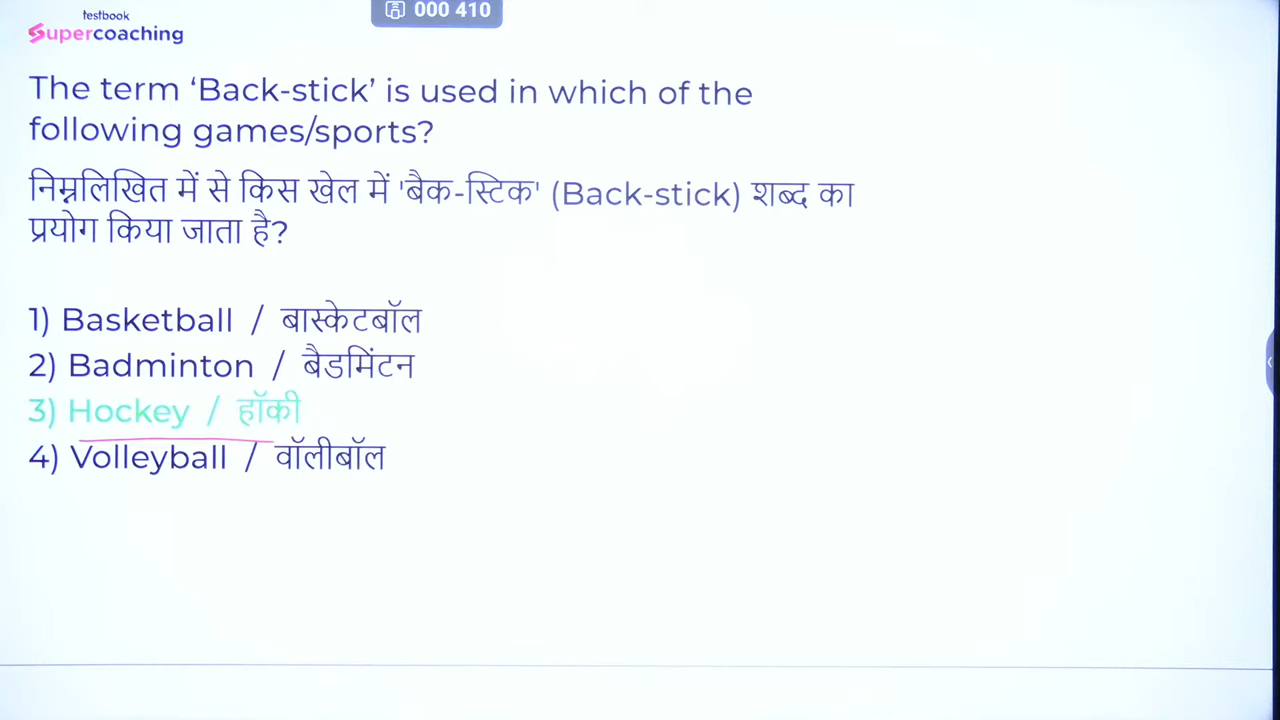 testbook
Supercoaching
000 410
The term ‘Back-stick’ is used in which of the
following games/sports?
निम्नलिखित में से किस खेल में 'बैक-स्टिक' (Back-stick) शब्द का
प्रयोग किया जाता है?
1) Basketball / बास्केटबॉल
2) Badminton / बैडमिंटन
3) Hockey / हॉकी
4) Volleyball / वॉलीबॉल